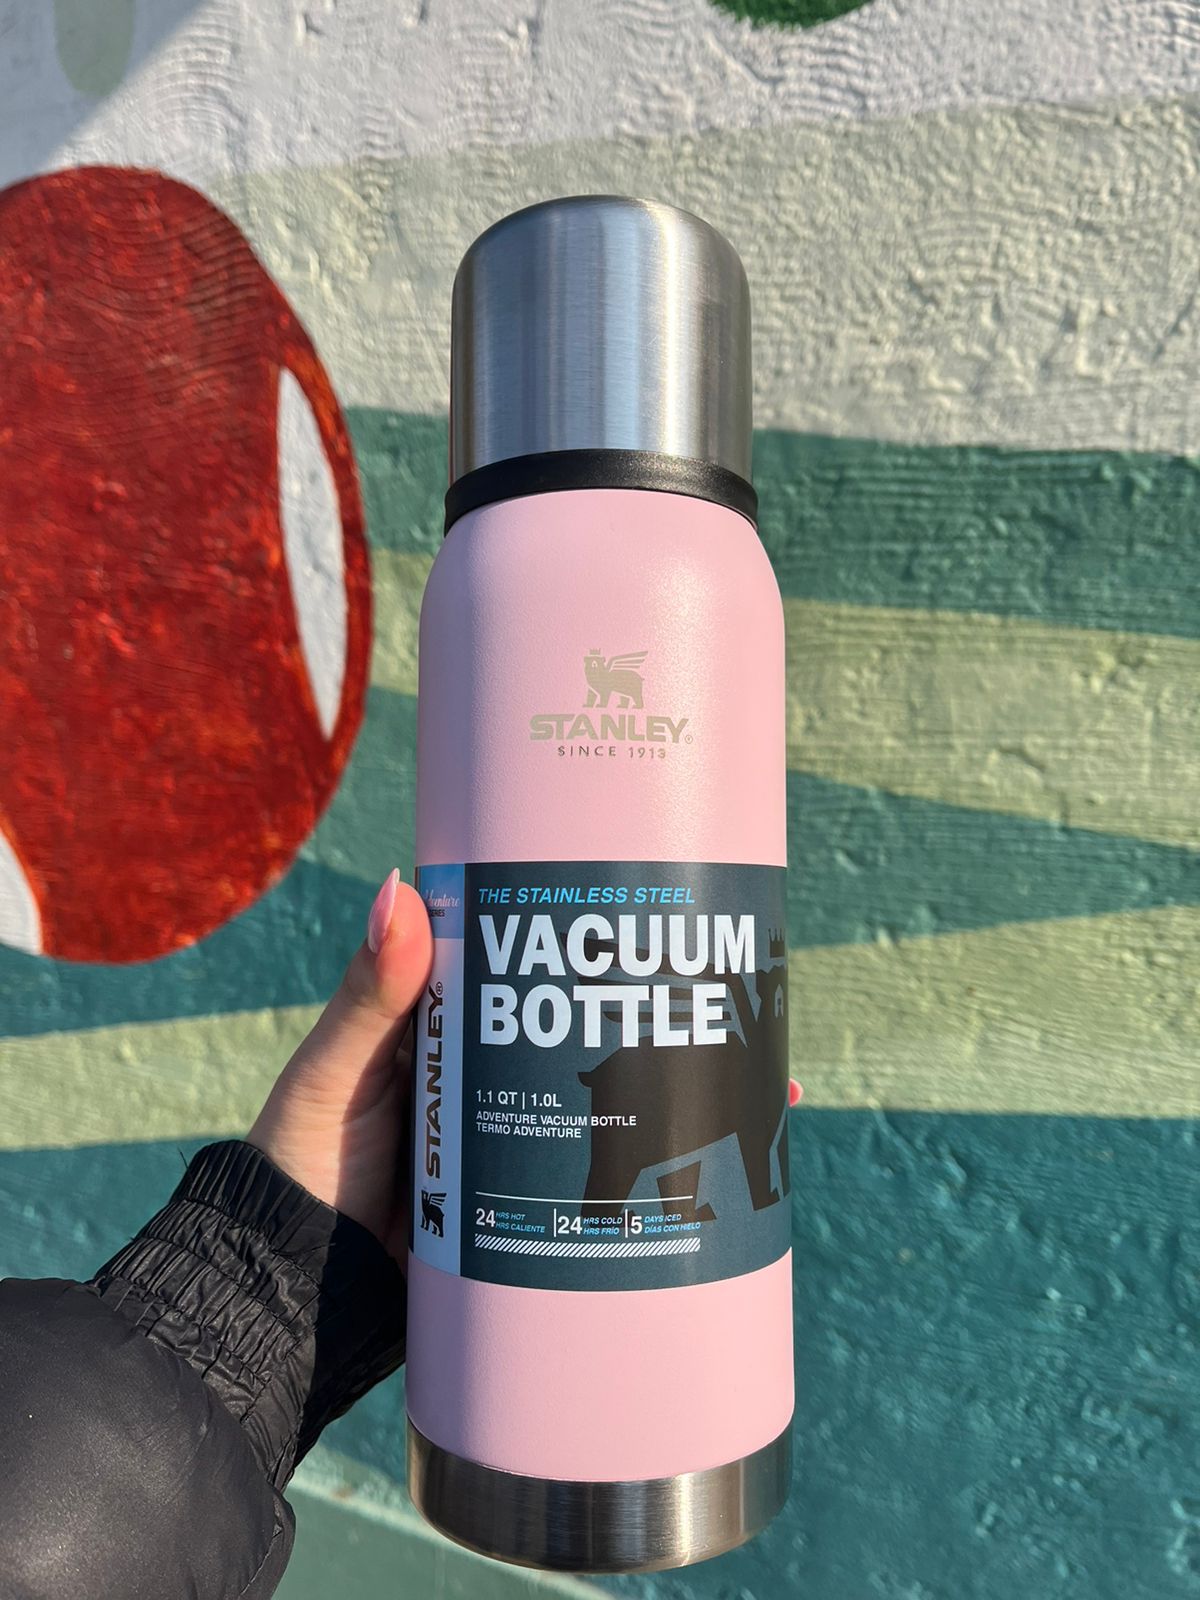 STANLEY®
SINCE 1913
SERIES
STANLEY®
THE STAINLESS STEEL
VACUUM
BOTTLE
1.1 QT | 1.0L
ADVENTURE VACUUM BOTTLE
TERMO ADVENTURE
24 HRS HOT
HRS CALIENTE
24 HRS COLD
HRS FRÍO
5 DAYS ICED
DÍAS CON HIELO